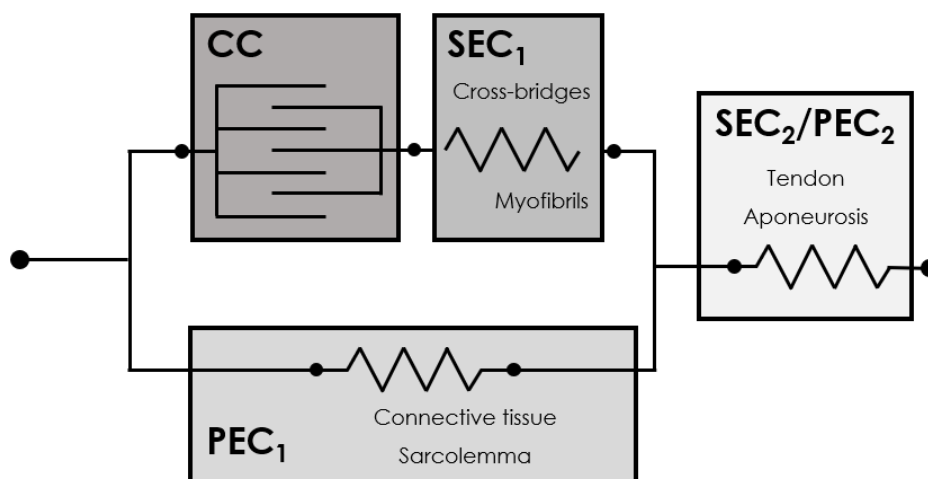 CC
SEC₁
Cross-bridges
Myofibrils
SEC₂/PEC₂
Tendon
Aponeurosis
PEC₁
Connective tissue
Sarcolemma